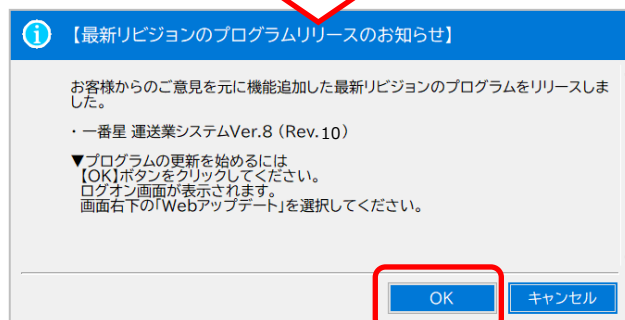 【最新リビジョンのプログラムリリースのお知らせ】
お客様からのご意見を元に機能追加した最新リビジョンのプログラムをリリースしま
した。
・一番星 運送業システムVer.8 (Rev.10)
▼プログラムの更新を始めるには
【OK】ボタンをクリックしてください。
ログオン画面が表示されます。
画面右下の「Webアップデート」を選択してください。
OK
キャンセル